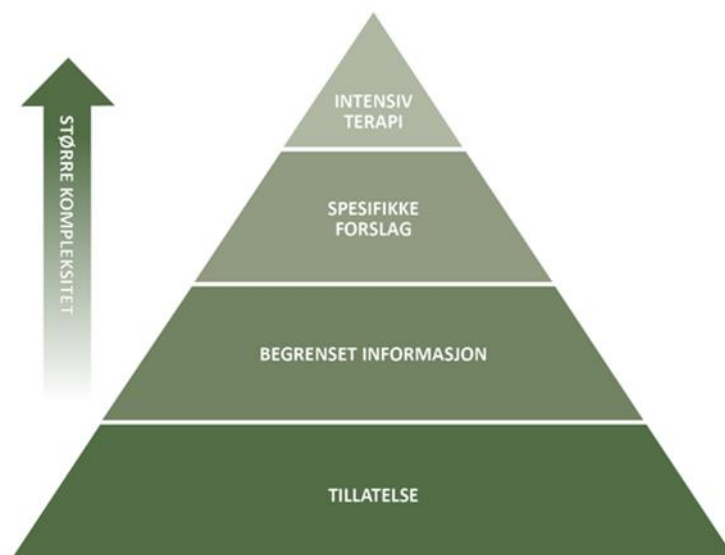 STØRRE KOMPLEKSITET
INTENSIV
TERAPI
SPESIFIKKE
FORSLAG
BEGRENSET INFORMASJON
TILLATELSE